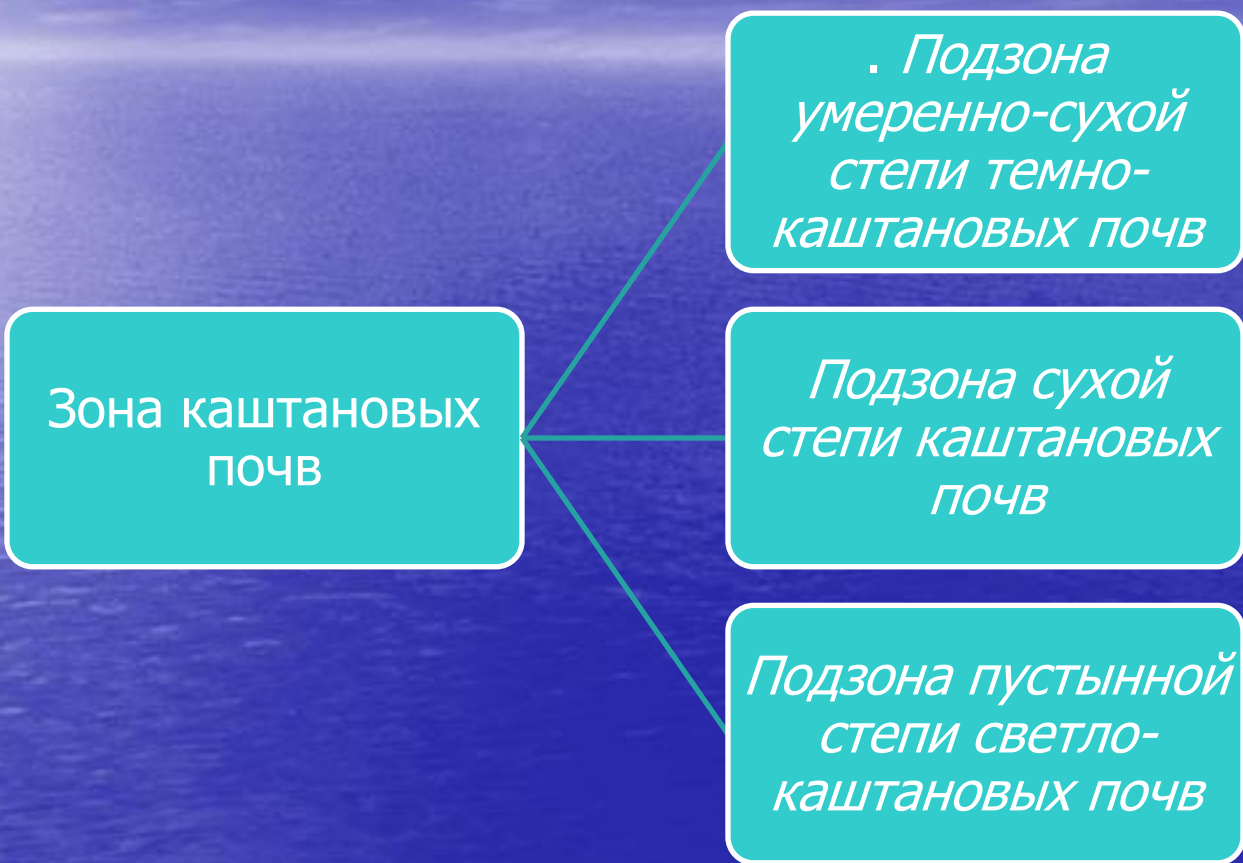 Зона каштановых
почв
. Подзона
умеренно-сухой
степи темно-
каштановых почв
Подзона сухой
степи каштановых
почв
Подзона пустынной
степи светло-
каштановых почв